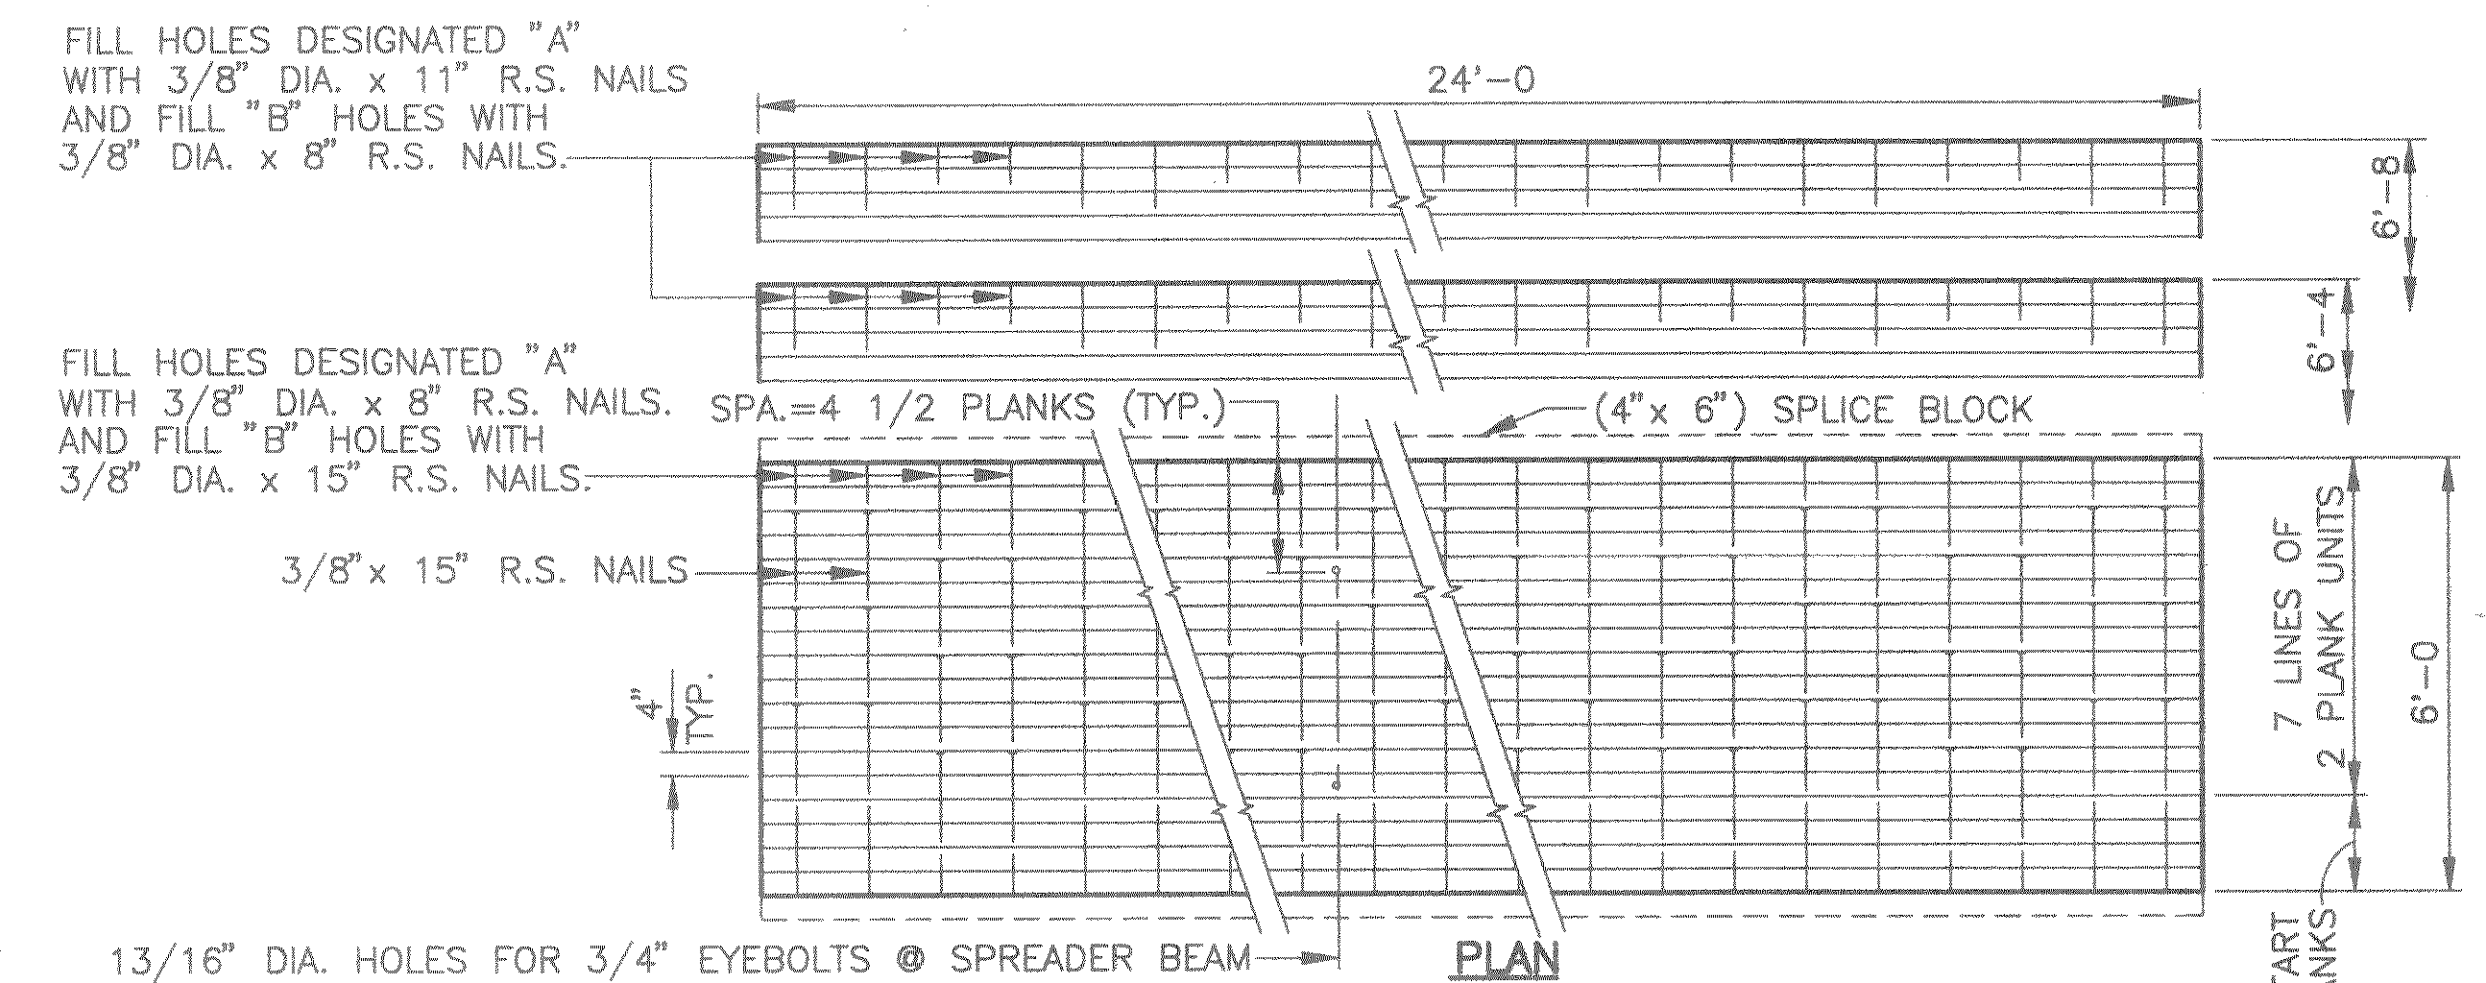 FILL HOLES DESIGNATED "A"
WITH 3/8" DIA. x 11" R.S. NAILS
AND FILL "B" HOLES WITH
3/8" DIA. x 8" R.S. NAILS.
24'-0
6'-8
6'-4
FILL HOLES DESIGNATED "A"
WITH 3/8" DIA. x 8" R.S. NAILS.
AND FILL "B" HOLES WITH
3/8" DIA. x 15" R.S. NAILS.
SPA.=4 1/2 PLANKS (TYP.)
(4"x 6") SPLICE BLOCK
3/8"x 15" R.S. NAILS
4"
TYP.
7 LINES OF
2 PLANK UNITS
6'-0
13/16" DIA. HOLES FOR 3/4" EYEBOLTS @ SPREADER BEAM
PLAN